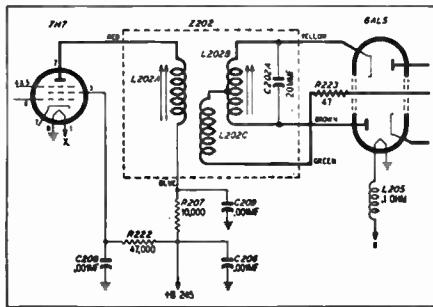 7H7
Z202
6AL5
RED
YELLOW
L202A
L202B
C202A
20MMF
R223
47
L202C
BROWN
GREEN
BLUE
R207
10,000
C209
.001MF
L205
.1 OHM
R222
47,000
C208
.001MF
C206
.001MF
+B 245